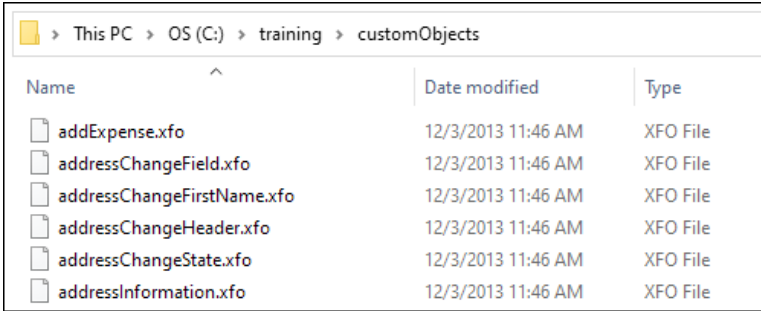 This PC > OS (C:) > training > customObjects
Name Date modified Type
addExpense.xfo 12/3/2013 11:46 AM XFO File
addressChangeField.xfo 12/3/2013 11:46 AM XFO File
addressChangeFirstName.xfo 12/3/2013 11:46 AM XFO File
addressChangeHeader.xfo 12/3/2013 11:46 AM XFO File
addressChangeState.xfo 12/3/2013 11:46 AM XFO File
addressInformation.xfo 12/3/2013 11:46 AM XFO File